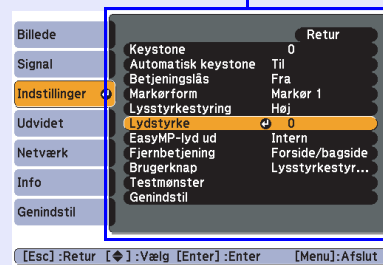 Billede
Signal
Indstillinger
Udvidet
Netværk
Info
Genindstil
Retur
Keystone 0
Automatisk keystone Til
Betjeningslås Fra
Markørform Markør 1
Lysstyrkestyring Høj
Lydstyrke 0
EasyMP-lyd ud Intern
Fjernbetjening Forside/bagside
Brugerknap Lysstyrkestyr...
Testmønster
Genindstil
[Esc] :Retur [◆] :Vælg [Enter] :Enter [Menu]:Afslut